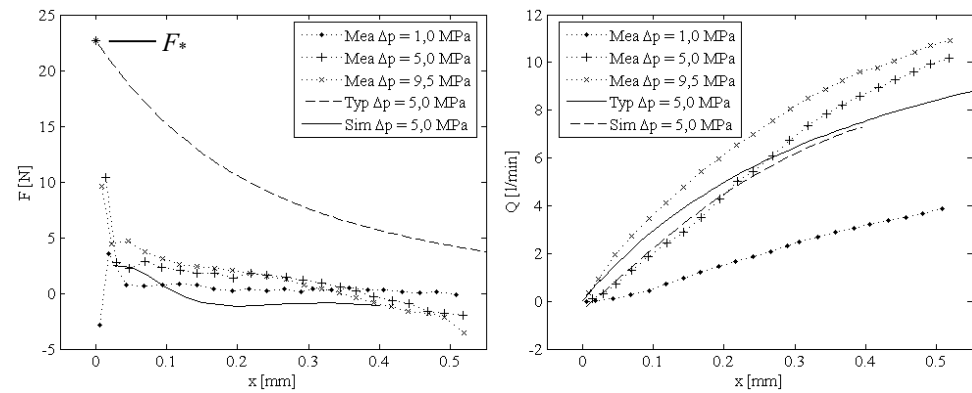 25
20
15
10
5
0
-5
F [N]
0
0.1
0.2
0.3
0.4
0.5
x [mm]
F*
Mea Δp = 1,0 MPa
Mea Δp = 5,0 MPa
Mea Δp = 9,5 MPa
Typ Δp = 5,0 MPa
Sim Δp = 5,0 MPa
12
10
8
6
4
2
0
-2
Q [l/min]
0
0.1
0.2
0.3
0.4
0.5
x [mm]
Mea Δp = 1,0 MPa
Mea Δp = 5,0 MPa
Mea Δp = 9,5 MPa
Typ Δp = 5,0 MPa
Sim Δp = 5,0 MPa